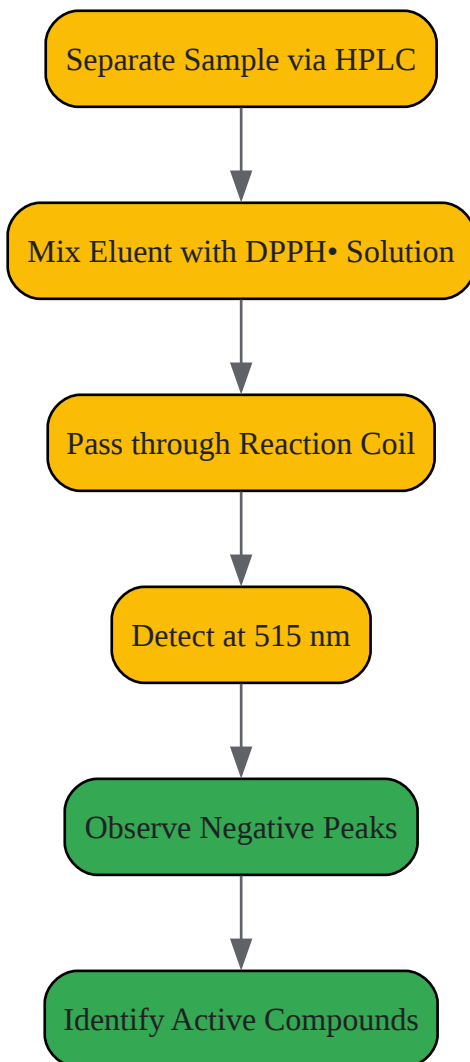 Separate Sample via HPLC
Mix Eluent with DPPH• Solution
Pass through Reaction Coil
Detect at 515 nm
Observe Negative Peaks
Identify Active Compounds